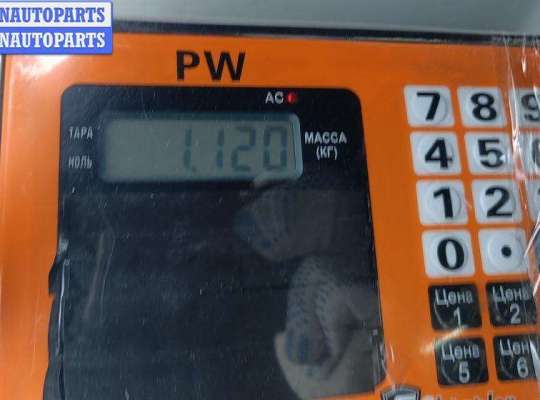 NAUTOPARTS
NAUTOPARTS
PW
AC
ТАРА
НОЛЬ
1.120
МАССА
(КГ)
7 8 9
4 5
1 2
0 .
Цена 1
Цена 2
Цена 5
Цена 6